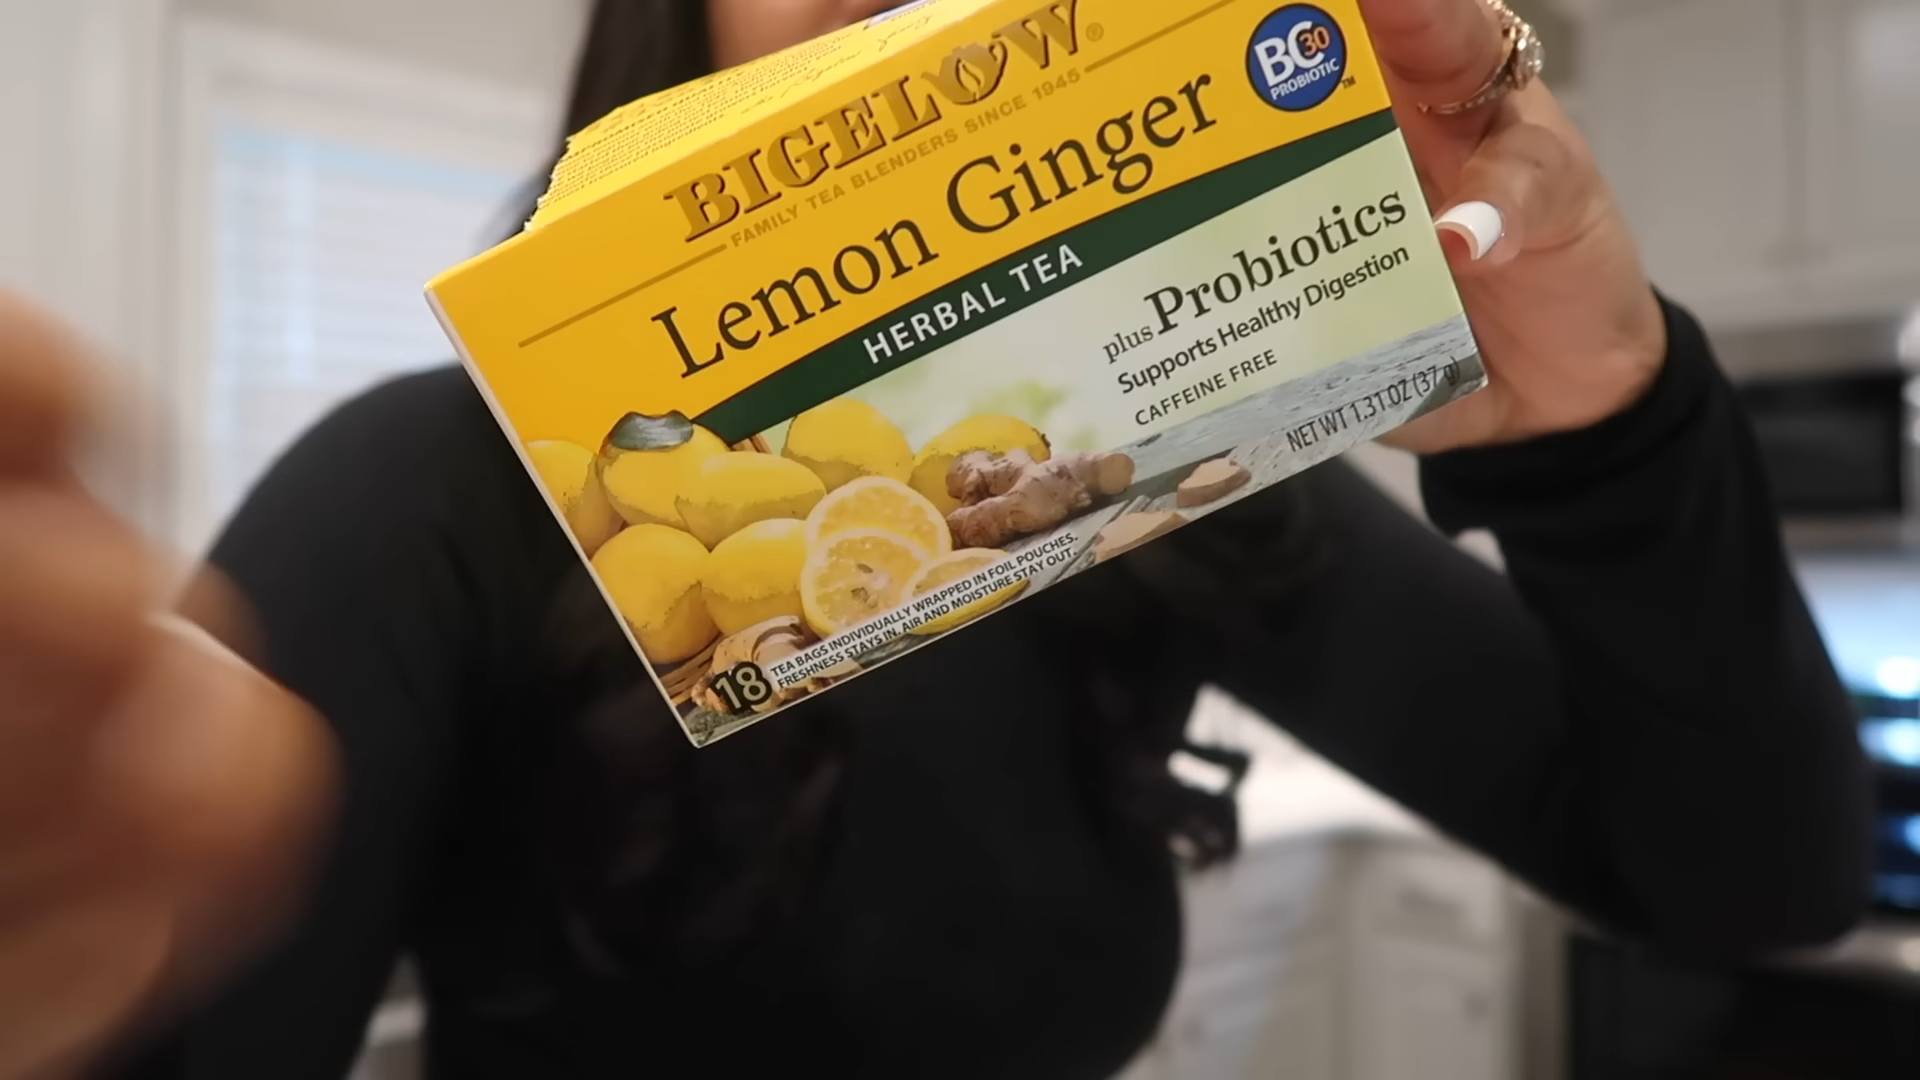 BIGELOW®
FAMILY TEA BLENDERS SINCE 1945
BC30
PROBIOTIC™
Lemon Ginger
HERBAL TEA
plus Probiotics
Supports Healthy Digestion
CAFFEINE FREE
NET WT 1.31 OZ (37 g)
18
TEA BAGS INDIVIDUALLY WRAPPED IN FOIL POUCHES.
FRESHNESS STAYS IN. AIR AND MOISTURE STAY OUT.